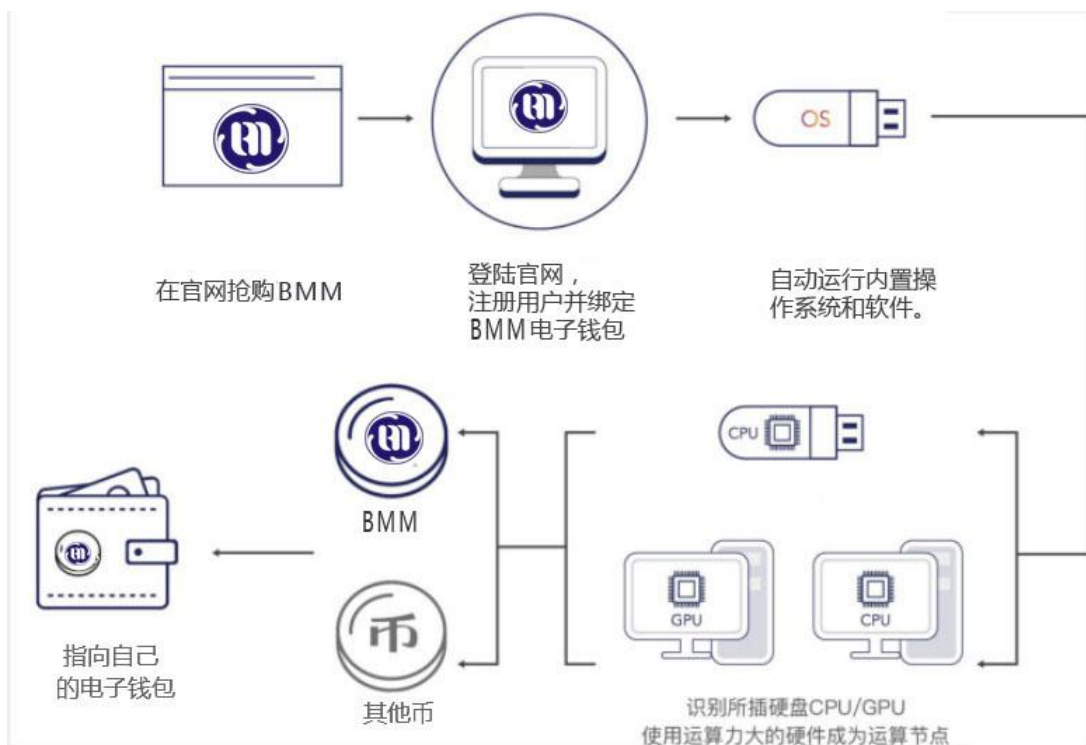 OS
在官网抢购BMM
登陆官网，
注册用户并绑定
BMM电子钱包
自动运行内置操
作系统和软件。
CPU
BMM
GPU
CPU
币
指向自己
的电子钱包
其他币
识别所插硬盘CPU/GPU
使用运算力大的硬件成为运算节点